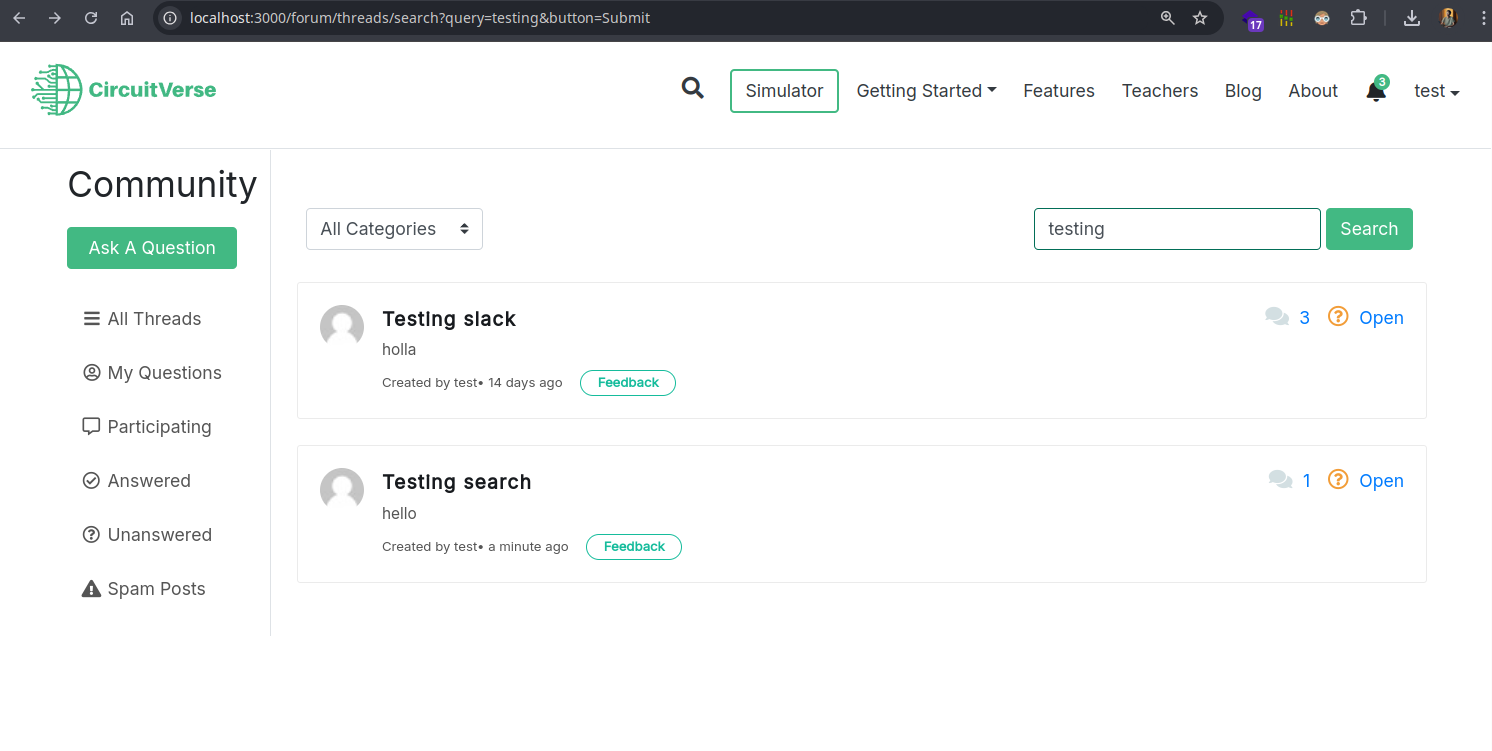 localhost:3000/forum/threads/search?query=testing&button=Submit
17
CircuitVerse
Simulator
Getting Started
Features
Teachers
Blog
About
3
test
Community
Ask A Question
All Threads
My Questions
Participating
Answered
Unanswered
Spam Posts
All Categories
testing
Search
Testing slack
3
Open
holla
Created by test• 14 days ago
Feedback
Testing search
1
Open
hello
Created by test• a minute ago
Feedback